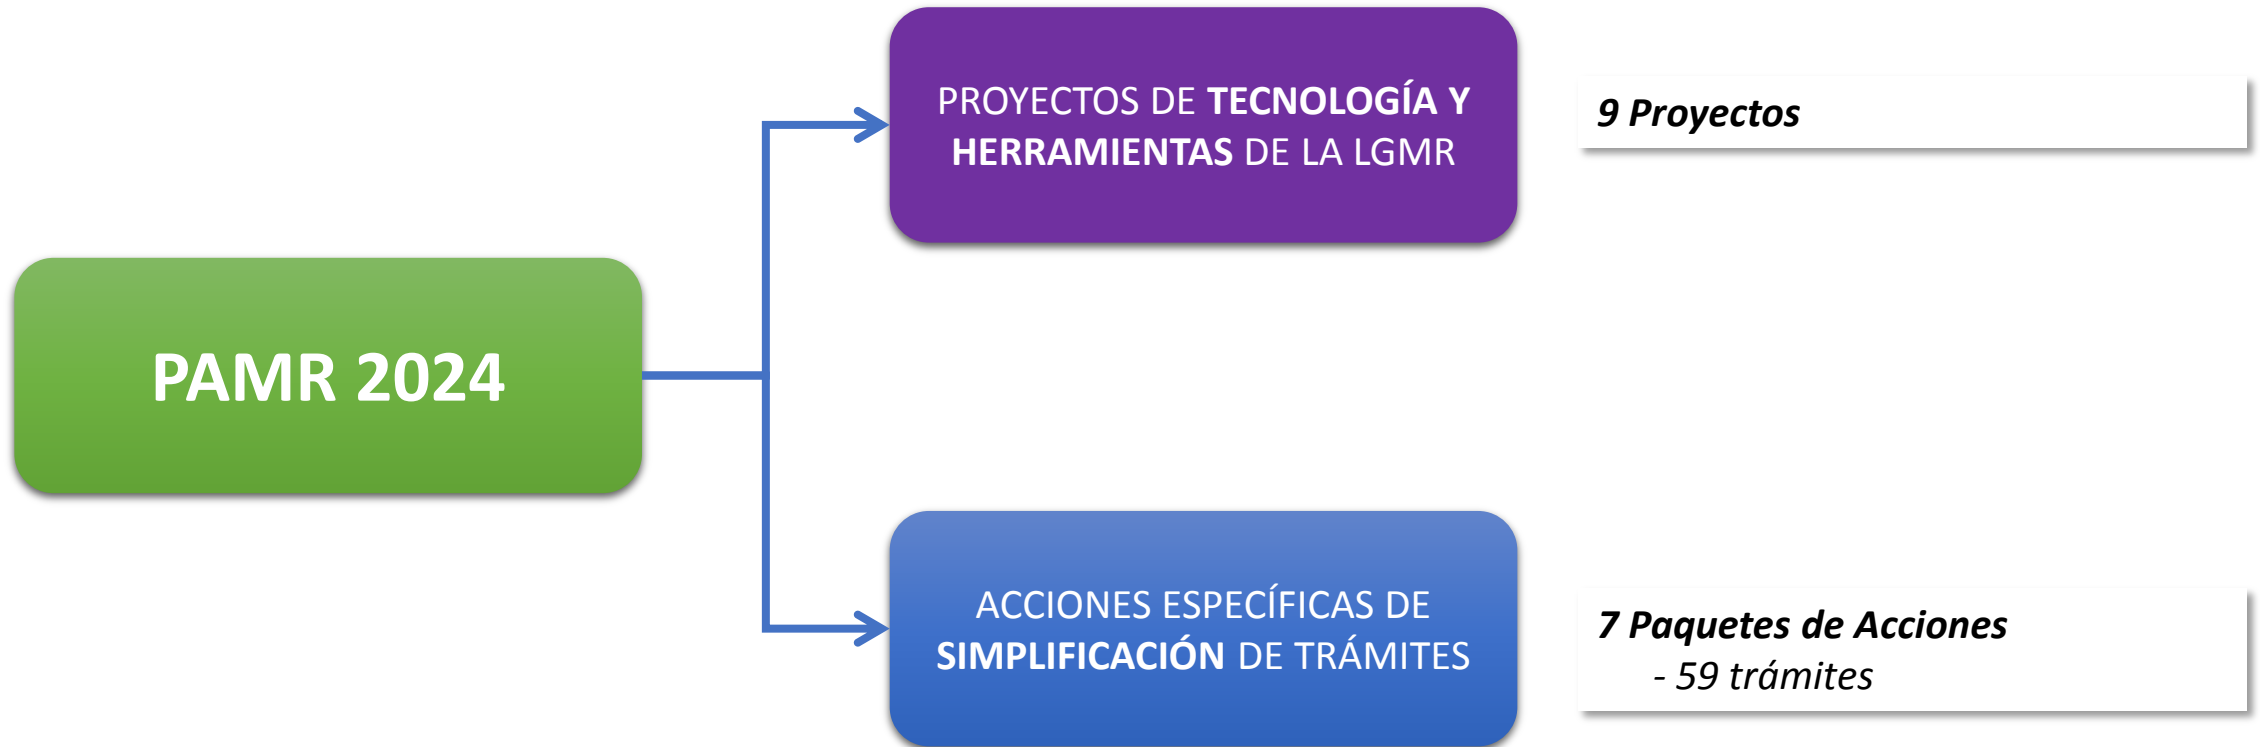 PAMR 2024
PROYECTOS DE TECNOLOGÍA Y
HERRAMIENTAS DE LA LGMR
9 Proyectos
ACCIONES ESPECÍFICAS DE
SIMPLIFICACIÓN DE TRÁMITES
7 Paquetes de Acciones
- 59 trámites